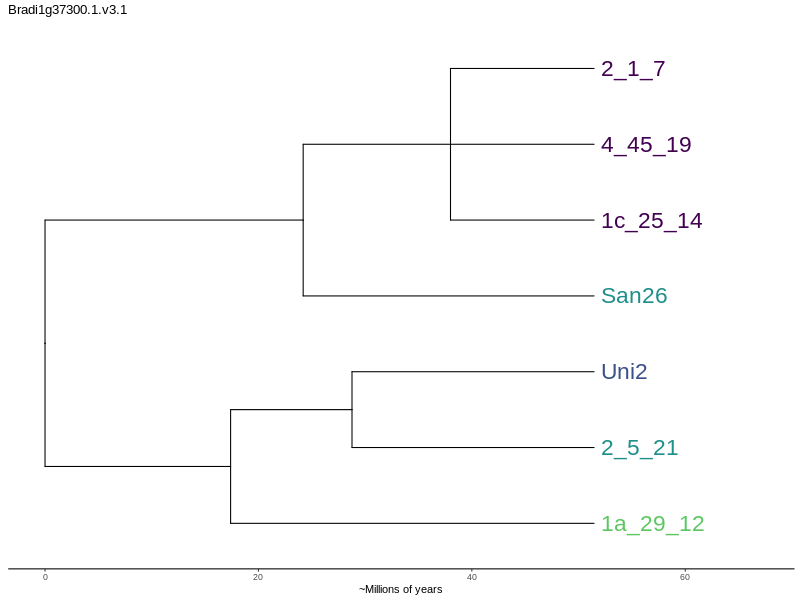 Bradi1g37300.1.v3.1
2_1_7
4_45_19
1c_25_14
San26
Uni2
2_5_21
1a_29_12
0 20 40 60
~Millions of years